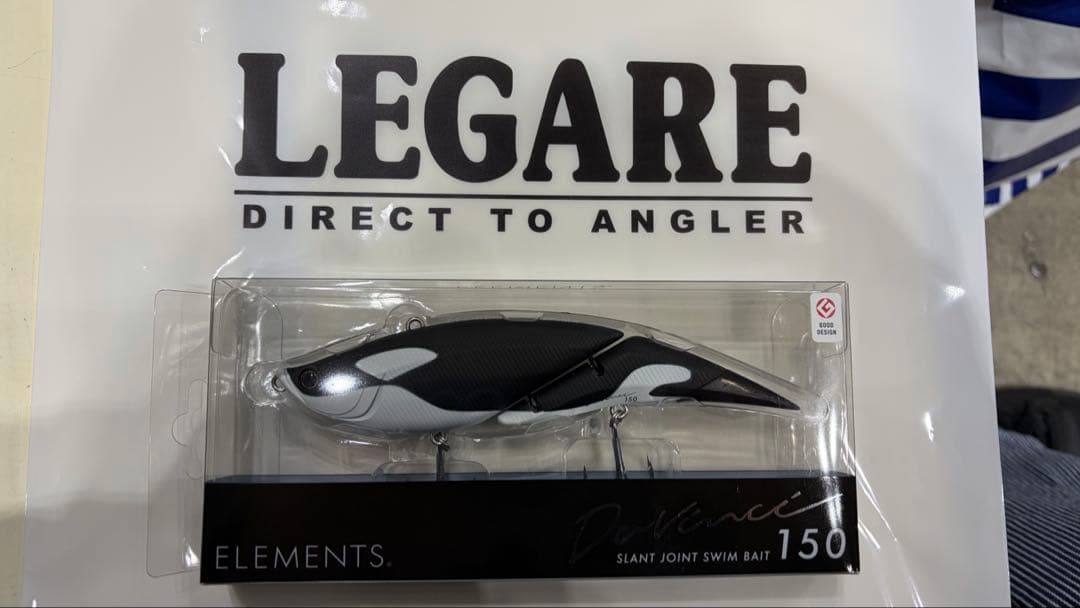 LEGARE
DIRECT TO ANGLER
GOOD
DESIGN
150
DaVinci
ELEMENTS.
SLANT JOINT SWIM BAIT 150